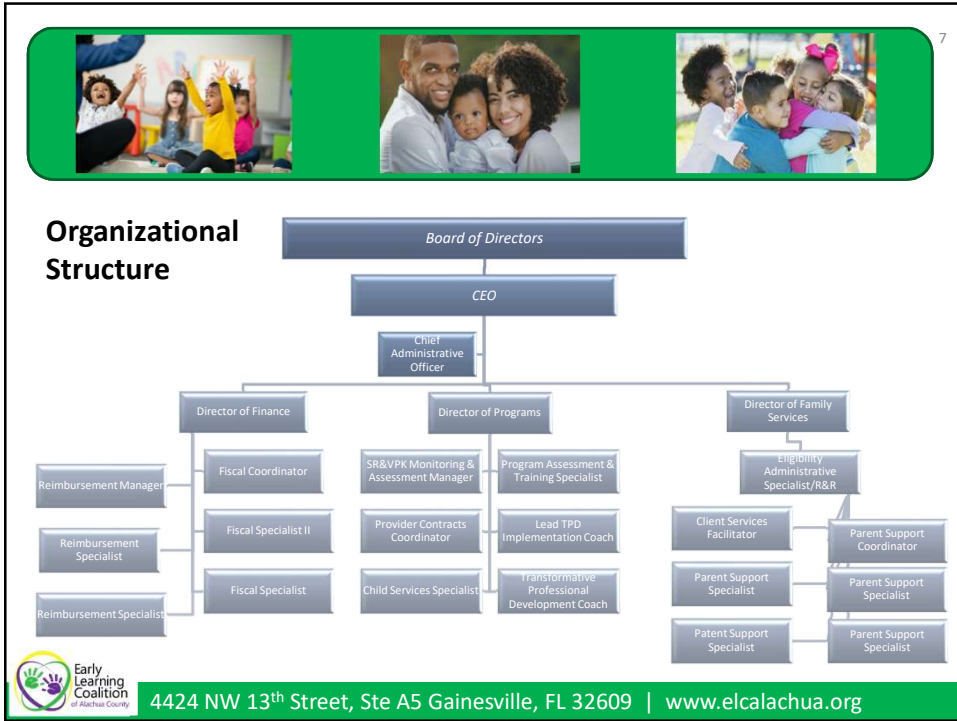 7
Organizational
Structure
Board of Directors
CEO
Chief
Administrative
Officer
Director of Finance
Director of Programs
Director of Family
Services
Reimbursement Manager
Fiscal Coordinator
Reimbursement
Specialist
Fiscal Specialist II
Reimbursement Specialist
Fiscal Specialist
SR&VPK Monitoring &
Assessment Manager
Program Assessment &
Training Specialist
Provider Contracts
Coordinator
Lead TPD
Implementation Coach
Child Services Specialist
Transformative
Professional
Development Coach
Eligibility
Administrative
Specialist/R&R
Client Services
Facilitator
Parent Support
Coordinator
Parent Support
Specialist
Parent Support
Specialist
Patent Support
Specialist
Parent Support
Specialist
Early
Learning
Coalition
of Alachua County
4424 NW 13th Street, Ste A5 Gainesville, FL 32609 | www.elcalachua.org